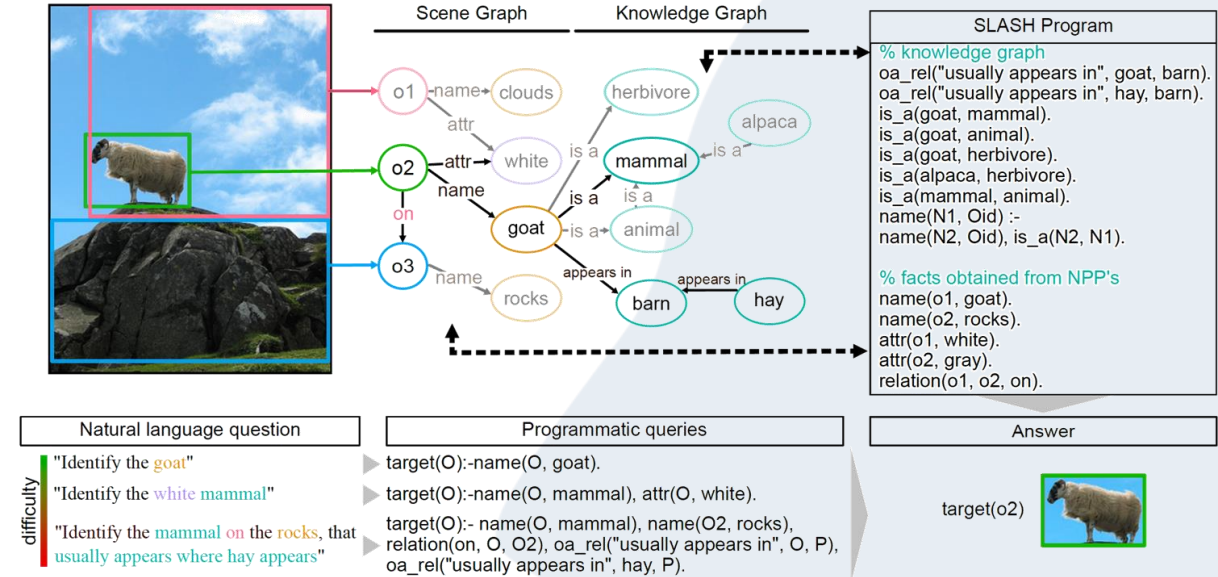 Scene Graph
Knowledge Graph
o1
name
clouds
attr
o2
attr
white
name
on
goat
o3
name
rocks
herbivore
alpaca
is a
mammal
is a
is a
is a
is a
animal
appears in
barn
appears in
hay
SLASH Program
% knowledge graph
oa_rel("usually appears in", goat, barn).
oa_rel("usually appears in", hay, barn).
is_a(goat, mammal).
is_a(goat, animal).
is_a(goat, herbivore).
is_a(alpaca, herbivore).
is_a(mammal, animal).
name(N1, Oid) :-
name(N2, Oid), is_a(N2, N1).
% facts obtained from NPP's
name(o1, goat).
name(o2, rocks).
attr(o1, white).
attr(o2, gray).
relation(o1, o2, on).
Natural language question
difficulty
"Identify the goat"
"Identify the white mammal"
"Identify the mammal on the rocks, that
usually appears where hay appears"
Programmatic queries
target(O):-name(O, goat).
target(O):-name(O, mammal), attr(O, white).
target(O):- name(O, mammal), name(O2, rocks),
relation(on, O, O2), oa_rel("usually appears in", O, P),
oa_rel("usually appears in", hay, P).
Answer
target(o2)